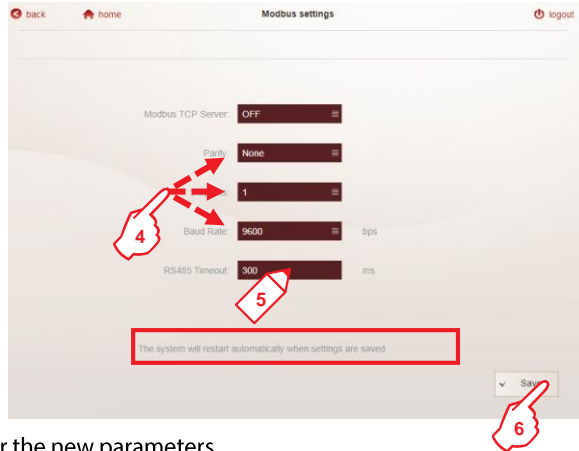 back home Modbus settings logout
Modbus TCP Server: OFF
Parity: None
1
4 Baud Rate: 9600 bps
RS485 Timeout: 300 ms
5
The system will restart automatically when settings are saved
Save
6
r the new parameters